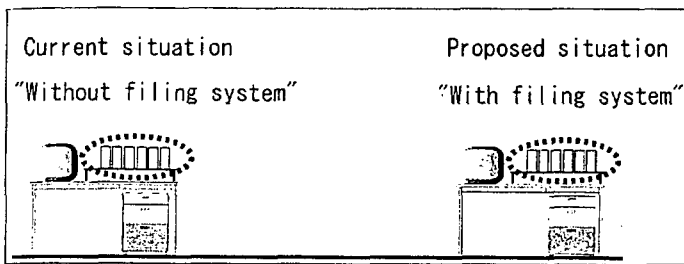 Current situation
"Without filing system"
Proposed situation
"With filing system"